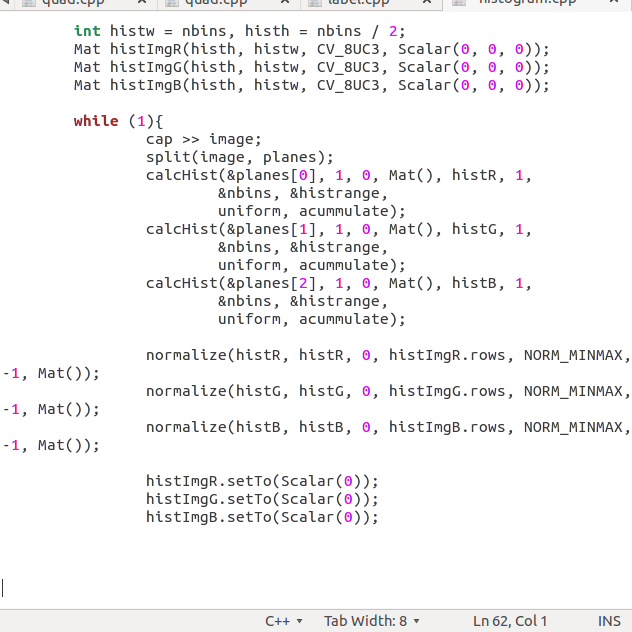 quad.cpp quad.cpp label.cpp histogram.cpp
int histw = nbins, histh = nbins / 2;
Mat histImgR(histh, histw, CV_8UC3, Scalar(0, 0, 0));
Mat histImgG(histh, histw, CV_8UC3, Scalar(0, 0, 0));
Mat histImgB(histh, histw, CV_8UC3, Scalar(0, 0, 0));
while (1){
cap >> image;
split(image, planes);
calcHist(&planes[0], 1, 0, Mat(), histR, 1,
&nbins, &histrange,
uniform, acummulate);
calcHist(&planes[1], 1, 0, Mat(), histG, 1,
&nbins, &histrange,
uniform, acummulate);
calcHist(&planes[2], 1, 0, Mat(), histB, 1,
&nbins, &histrange,
uniform, acummulate);
normalize(histR, histR, 0, histImgR.rows, NORM_MINMAX,
-1, Mat());
normalize(histG, histG, 0, histImgG.rows, NORM_MINMAX,
-1, Mat());
normalize(histB, histB, 0, histImgB.rows, NORM_MINMAX,
-1, Mat());
histImgR.setTo(Scalar(0));
histImgG.setTo(Scalar(0));
histImgB.setTo(Scalar(0));
C++ Tab Width: 8 Ln 62, Col 1 INS